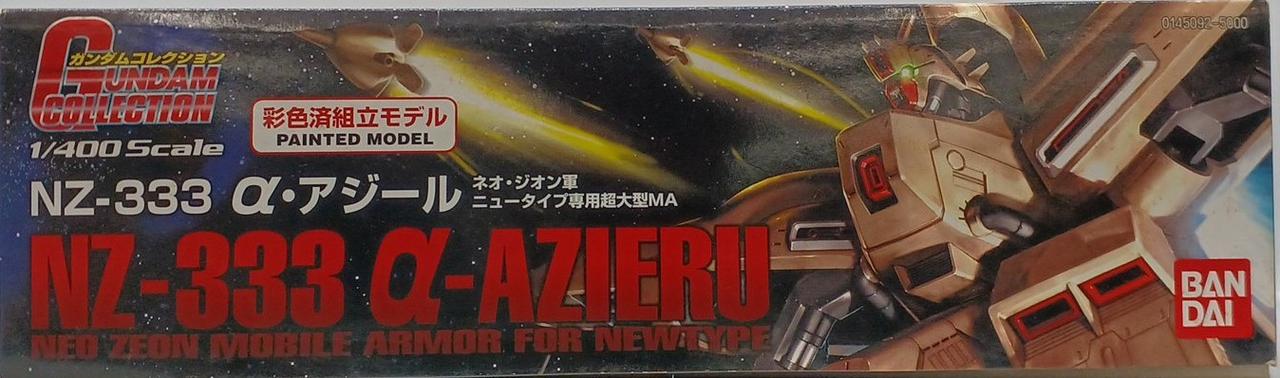 ガンダムコレクション
GUNDAM
COLLECTION
1/400 Scale
彩色済組立モデル
PAINTED MODEL
NZ-333 α・アジール
ネオ・ジオン軍
ニュータイプ専用超大型MA
NZ-333 α-AZIERU
NEO ZEON MOBILE ARMOR FOR NEWTYPE
0145092-5800
BAN
DAI